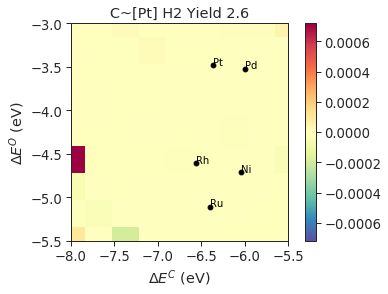 C~[Pt] H2 Yield 2.6
−3.0
−3.5
−4.0
−4.5
−5.0
−5.5
ΔE^O (eV)
Pt
Pd
Rh
Ni
Ru
−8.0 −7.5 −7.0 −6.5 −6.0 −5.5
ΔE^C (eV)
0.0006
0.0004
0.0002
0.0000
−0.0002
−0.0004
−0.0006